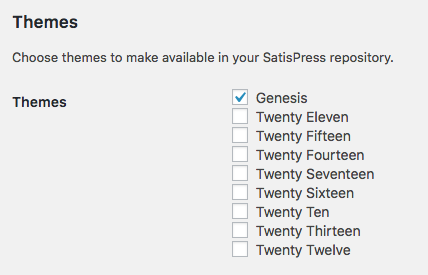 Themes
Choose themes to make available in your SatisPress repository.
Themes
Genesis
Twenty Eleven
Twenty Fifteen
Twenty Fourteen
Twenty Seventeen
Twenty Sixteen
Twenty Ten
Twenty Thirteen
Twenty Twelve